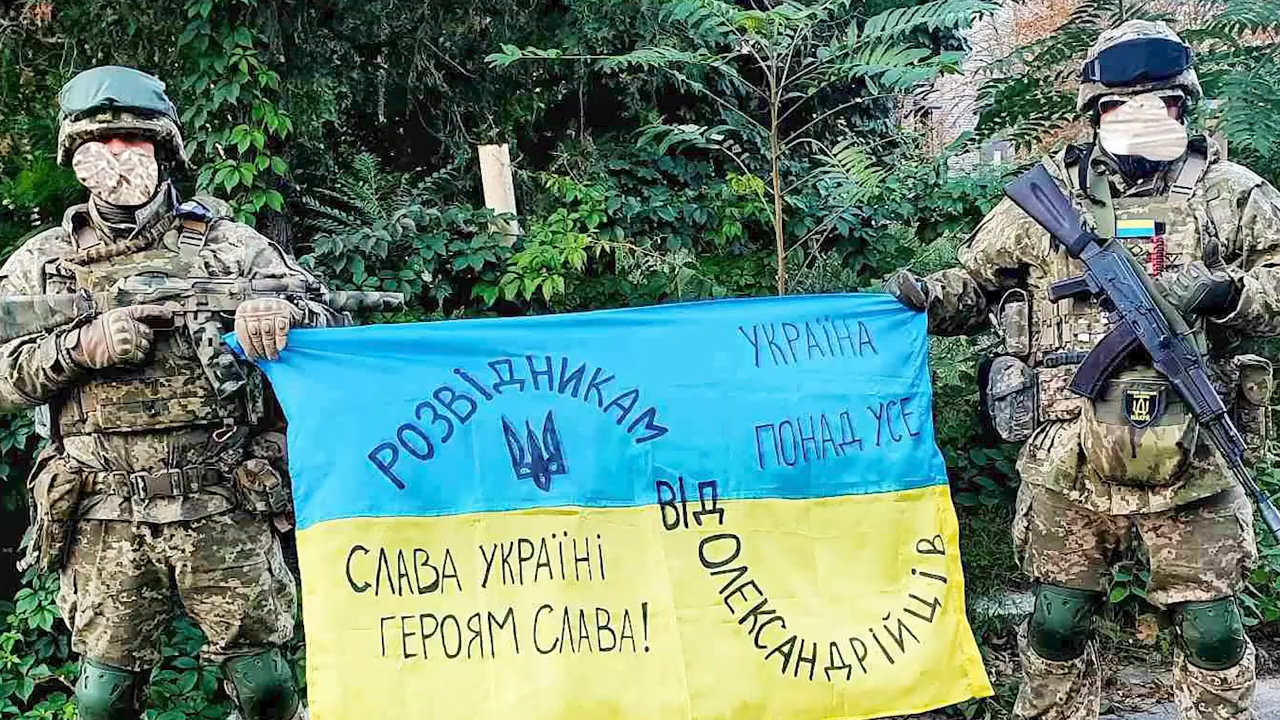 РОЗВІДНИКАМ
УКРАЇНА
ПОНАД УСЕ
ВІД
ОЛЕКСАНДРІЙЦІВ
СЛАВА УКРАЇНІ
ГЕРОЯМ СЛАВА!